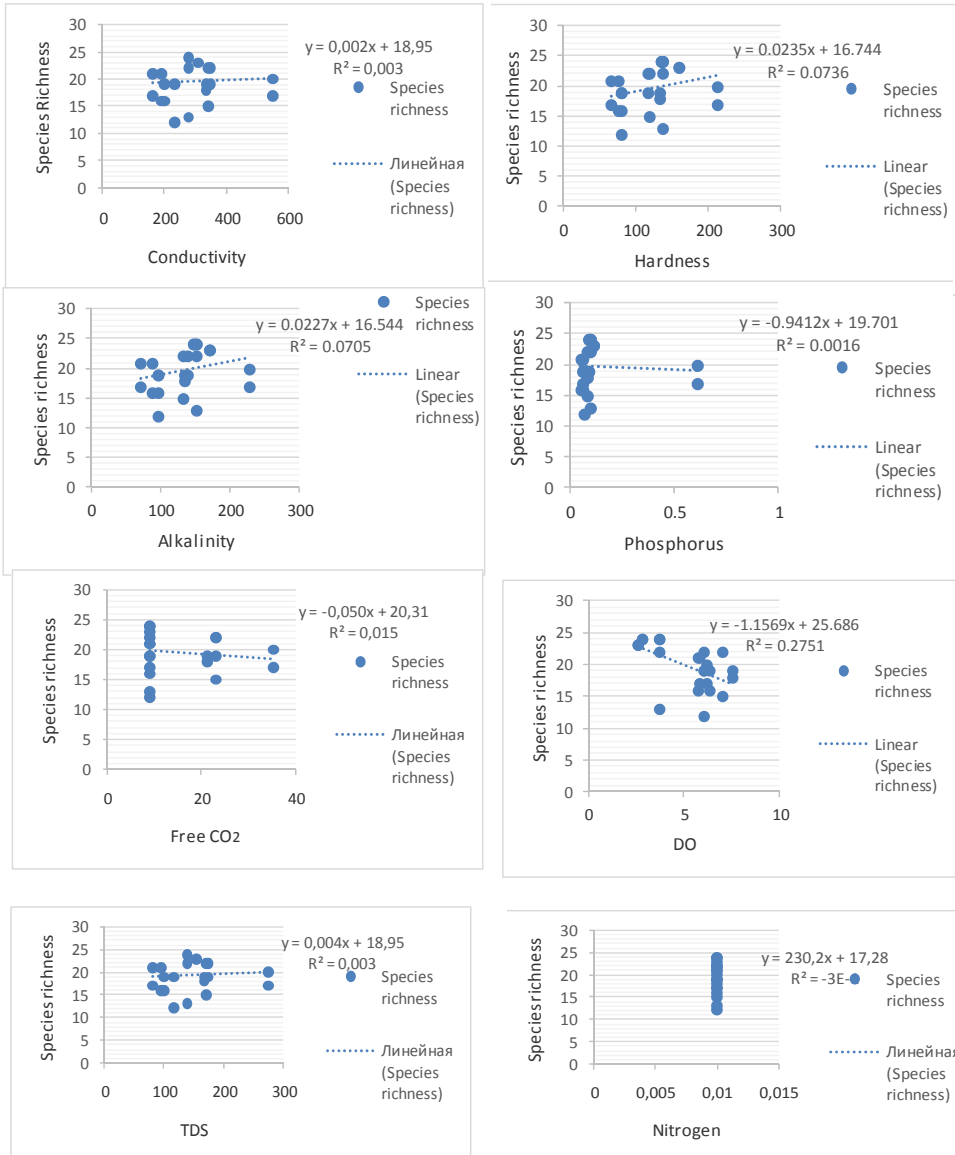 30
25
20
15
10
5
0
Species Richness
y = 0,002x + 18,95
R² = 0,003
Species
richness
Линейная
(Species
richness)
0
200
400
600
Conductivity
30
25
20
15
10
5
0
Species richness
y = 0.0235x + 16.744
R² = 0.0736
Species
richness
Linear
(Species
richness)
0
100
200
300
Hardness
30
25
20
15
10
5
0
Species richness
Species
richness
y = 0.0227x + 16.544
R² = 0.0705
Linear
(Species
richness)
0
100
200
300
Alkalinity
30
25
20
15
10
5
0
Species richness
y = -0.9412x + 19.701
R² = 0.0016
Species
richness
Linear
(Species
richness)
0
0.5
1
Phosphorus
30
25
20
15
10
5
0
Species richness
y = -0,050x + 20,31
R² = 0,015
Species
richness
Линейная
(Species
richness)
0
20
40
Free CO2
30
25
20
15
10
5
0
Species richness
y = -1.1569x + 25.686
R² = 0.2751
Species
richness
Linear
(Species
richness)
0
5
10
DO
30
25
20
15
10
5
0
Species richness
y = 0,004x + 18,95
R² = 0,003
Species
richness
Линейная
(Species
richness)
0
100
200
300
TDS
30
25
20
15
10
5
0
Species richness
y = 230,2x + 17,28
R² = -3E-
Species
richness
Линейная
(Species
richness)
0
0,005
0,01
0,015
Nitrogen